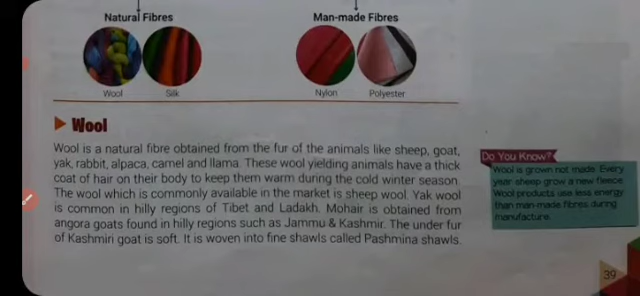 Natural Fibres
Man-made Fibres
Wool
Silk
Nylon
Polyester
Wool
Wool is a natural fibre obtained from the fur of the animals like sheep, goat,
yak, rabbit, alpaca, camel and llama. These wool yielding animals have a thick
coat of hair on their body to keep them warm during the cold winter season.
The wool which is commonly available in the market is sheep wool. Yak wool
is common in hilly regions of Tibet and Ladakh. Mohair is obtained from
angora goats found in hilly regions such as Jammu & Kashmir. The under fur
of Kashmiri goat is soft. It is woven into fine shawls called Pashmina shawls.
Do You Know?
Wool is grown not made. Every
year sheep grow a new fleece.
Wool products use less energy
than man-made fibres during
manufacture.
39